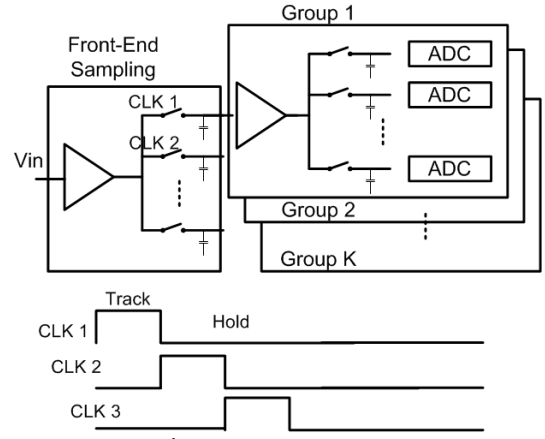 Group 1
Front-End
Sampling
ADC
CLK 1
ADC
CLK 2
Vin
ADC
Group 2
Group K
Track
CLK 1
Hold
CLK 2
CLK 3